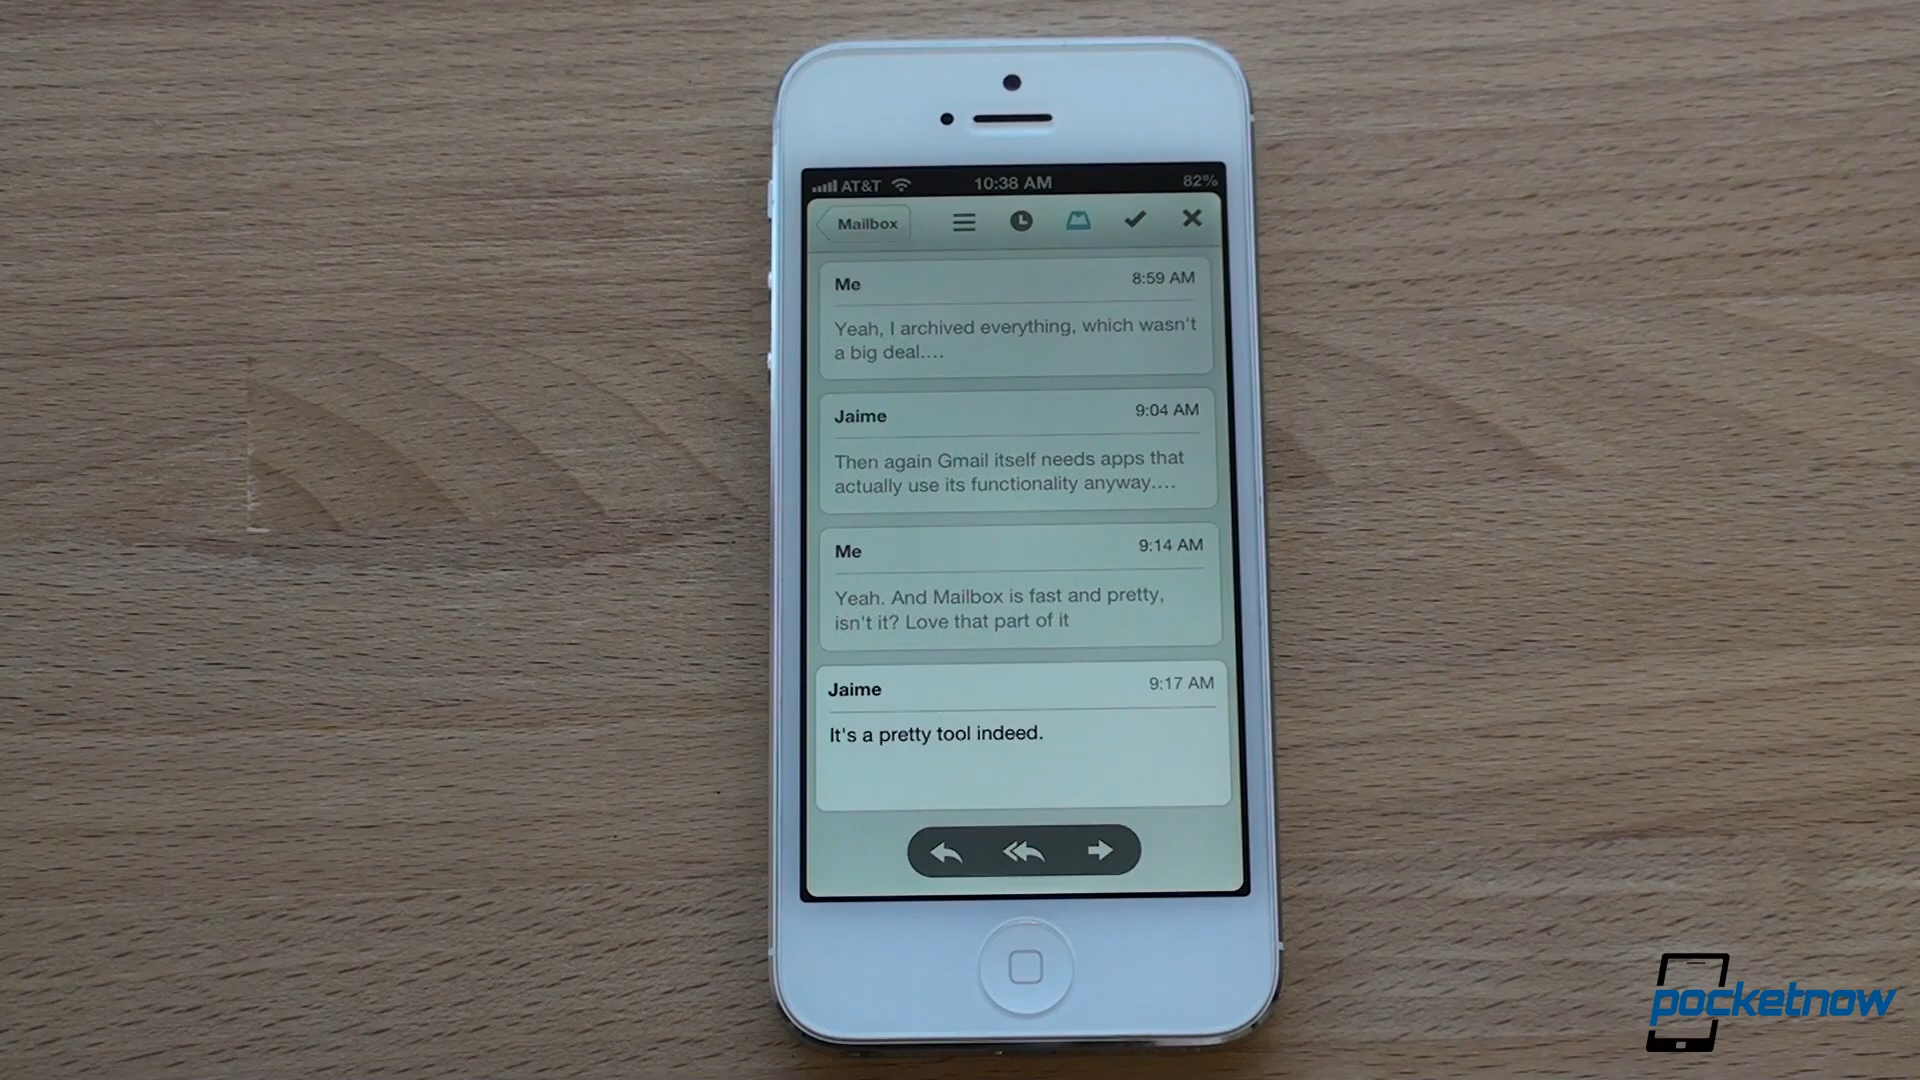 AT&T 10:38 AM 82%
Mailbox
Me 8:59 AM
Yeah, I archived everything, which wasn't
a big deal....
Jaime 9:04 AM
Then again Gmail itself needs apps that
actually use its functionality anyway....
Me 9:14 AM
Yeah. And Mailbox is fast and pretty,
isn't it? Love that part of it
Jaime 9:17 AM
It's a pretty tool indeed.
pocketnow